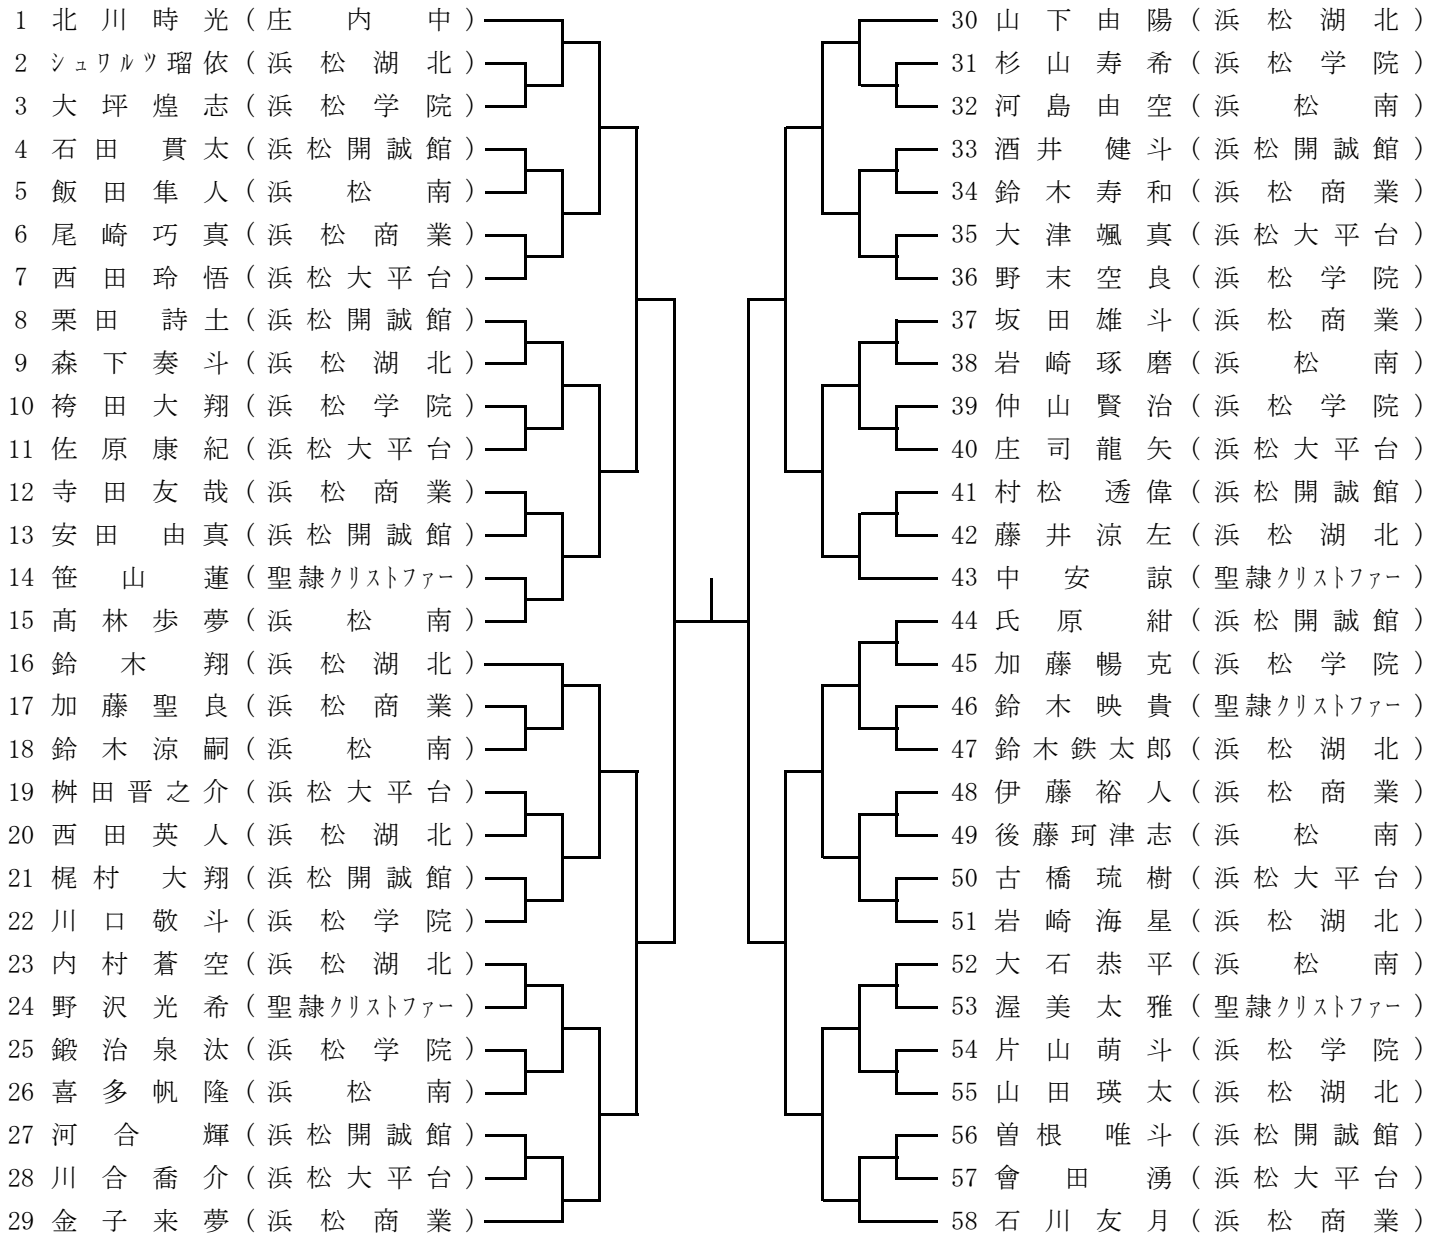 1 北川時光(庄内中)
2 シュワルツ瑠依(浜松湖北)
3 大坪煌志(浜松学院)
4 石田貫太(浜松開誠館)
5 飯田隼人(浜松南)
6 尾崎巧真(浜松商業)
7 西田玲悟(浜松大平台)
8 栗田詩土(浜松開誠館)
9 森下奏斗(浜松湖北)
10 袴田大翔(浜松学院)
11 佐原康紀(浜松大平台)
12 寺田友哉(浜松商業)
13 安田由真(浜松開誠館)
14 笹山蓮(聖隷クリストファー)
15 髙林歩夢(浜松南)
16 鈴木翔(浜松湖北)
17 加藤聖良(浜松商業)
18 鈴木涼嗣(浜松南)
19 桝田晋之介(浜松大平台)
20 西田英人(浜松湖北)
21 梶村大翔(浜松開誠館)
22 川口敬斗(浜松学院)
23 内村蒼空(浜松湖北)
24 野沢光希(聖隷クリストファー)
25 鍛治泉汰(浜松学院)
26 喜多帆隆(浜松南)
27 河合輝(浜松開誠館)
28 川合喬介(浜松大平台)
29 金子来夢(浜松商業)
30 山下由陽(浜松湖北)
31 杉山寿希(浜松学院)
32 河島由空(浜松南)
33 酒井健斗(浜松開誠館)
34 鈴木寿和(浜松商業)
35 大津颯真(浜松大平台)
36 野末空良(浜松学院)
37 坂田雄斗(浜松商業)
38 岩崎琢磨(浜松南)
39 仲山賢治(浜松学院)
40 庄司龍矢(浜松大平台)
41 村松透偉(浜松開誠館)
42 藤井涼左(浜松湖北)
43 中安諒(聖隷クリストファー)
44 氏原紺(浜松開誠館)
45 加藤暢克(浜松学院)
46 鈴木映貴(聖隷クリストファー)
47 鈴木鉄太郎(浜松湖北)
48 伊藤裕人(浜松商業)
49 後藤珂津志(浜松南)
50 古橋琉樹(浜松大平台)
51 岩崎海星(浜松湖北)
52 大石恭平(浜松南)
53 渥美太雅(聖隷クリストファー)
54 片山萌斗(浜松学院)
55 山田瑛太(浜松湖北)
56 曽根唯斗(浜松開誠館)
57 會田湧(浜松大平台)
58 石川友月(浜松商業)